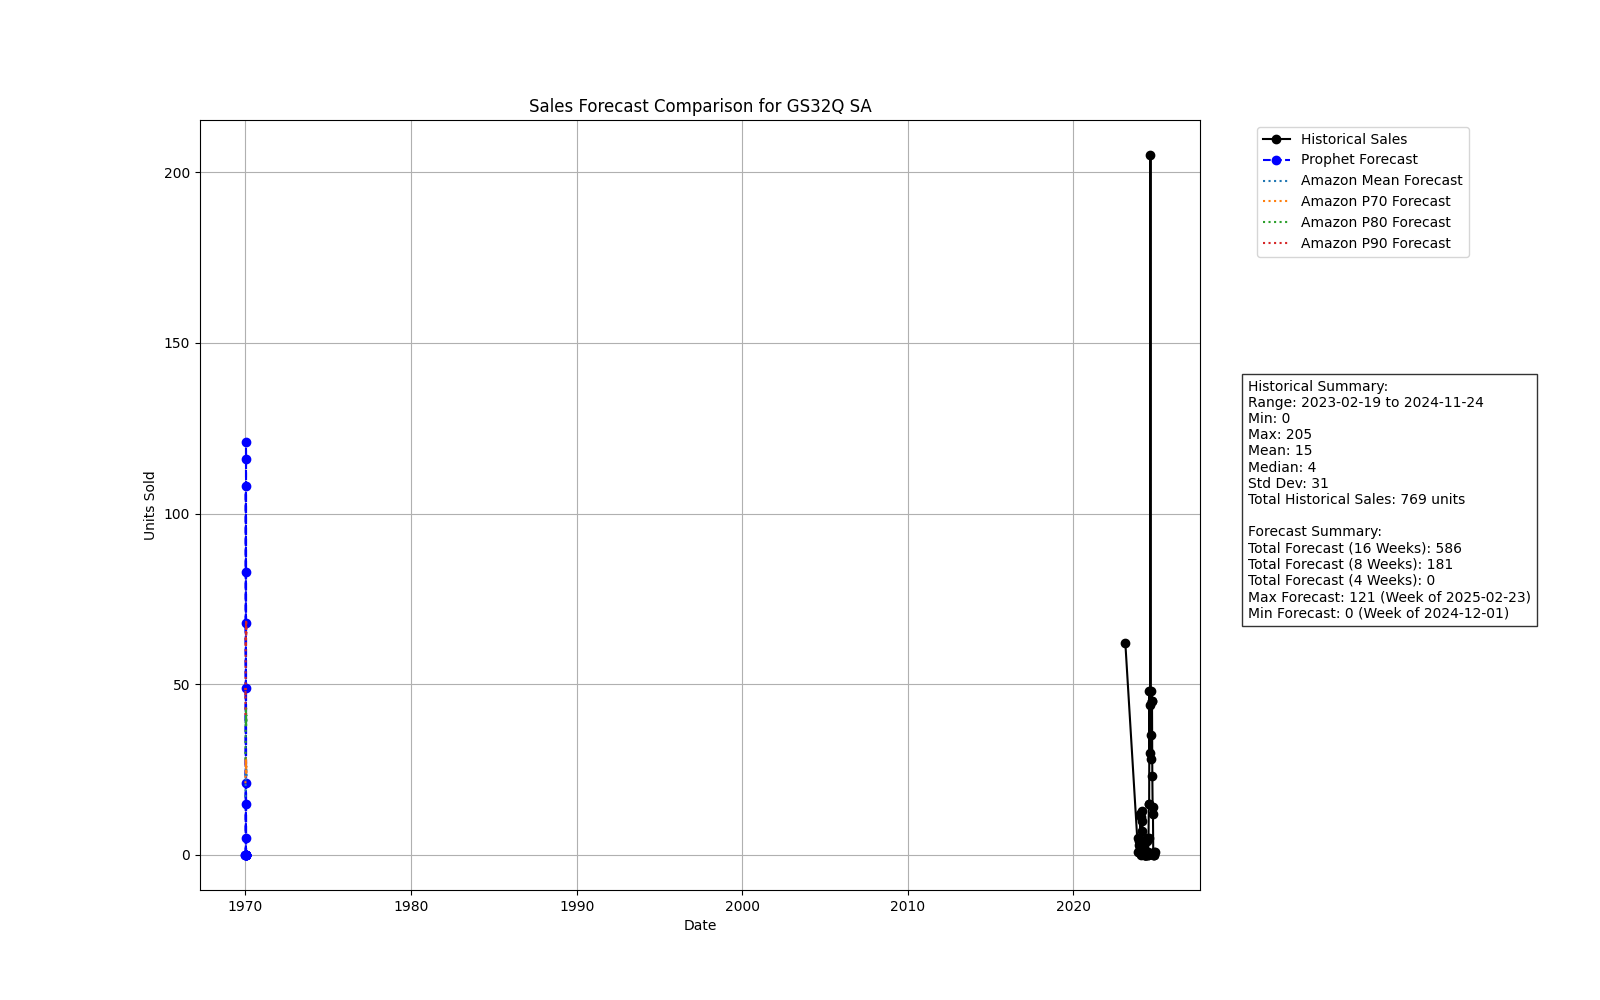 Sales Forecast Comparison for GS32Q SA
Historical Sales
Prophet Forecast
Amazon Mean Forecast
Amazon P70 Forecast
Amazon P80 Forecast
Amazon P90 Forecast
200
150
100
50
0
Units Sold
1970
1980
1990
2000
2010
2020
Date
Historical Summary:
Range: 2023-02-19 to 2024-11-24
Min: 0
Max: 205
Mean: 15
Median: 4
Std Dev: 31
Total Historical Sales: 769 units
Forecast Summary:
Total Forecast (16 Weeks): 586
Total Forecast (8 Weeks): 181
Total Forecast (4 Weeks): 0
Max Forecast: 121 (Week of 2025-02-23)
Min Forecast: 0 (Week of 2024-12-01)